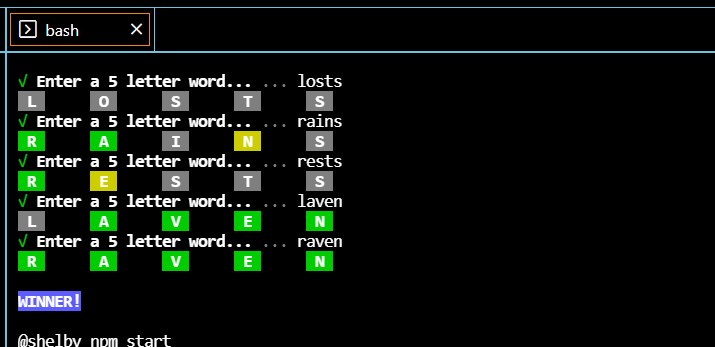 bash
√ Enter a 5 letter word... ... losts
L O S T S
√ Enter a 5 letter word... ... rains
R A I N S
√ Enter a 5 letter word... ... rests
R E S T S
√ Enter a 5 letter word... ... laven
L A V E N
√ Enter a 5 letter word... ... raven
R A V E N
WINNER!
@shelby npm start